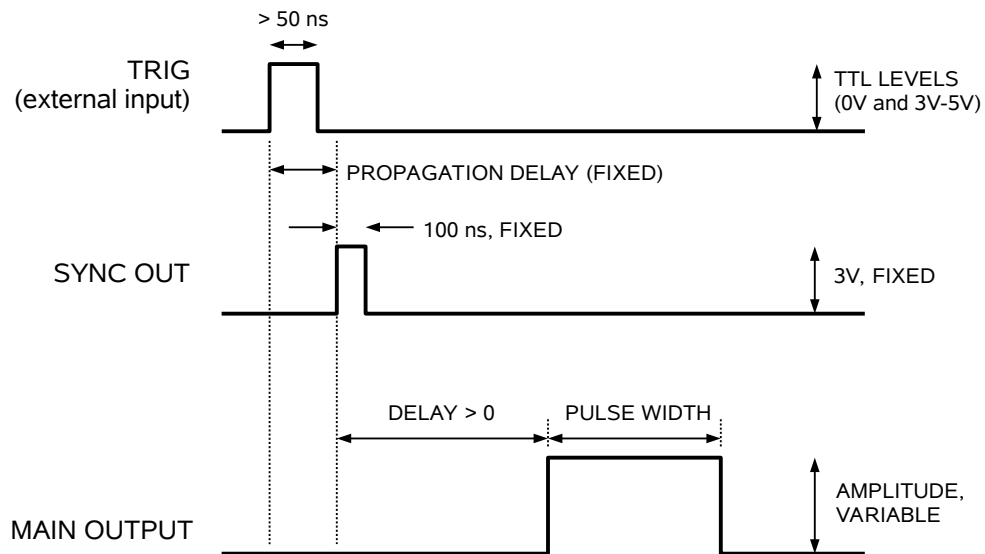 > 50 ns
TRIG
(external input)
TTL LEVELS
(0V and 3V-5V)
PROPAGATION DELAY (FIXED)
100 ns, FIXED
SYNC OUT
3V, FIXED
DELAY > 0
PULSE WIDTH
MAIN OUTPUT
AMPLITUDE,
VARIABLE